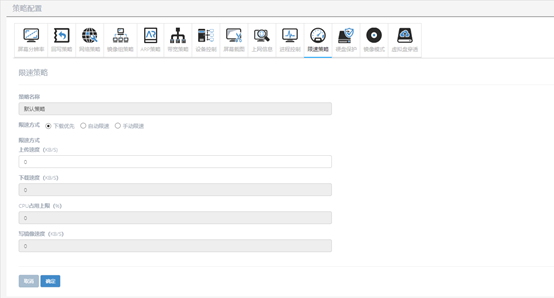 策略配置
屏幕分辨率 回写策略 网络策略 镜像组策略 APP策略 带宽策略 设备控制 屏幕截图 上网信息 进程控制 限速策略 硬盘保护 镜像模式 虚拟盘穿透
限速策略
策略名称
默认策略
限速方式 下载优先 自动限速 手动限速
限速方式
上传速度（KB/S）
0
下载速度（KB/S）
0
CPU占用上限（%）
0
写镜像速度（KB/S）
0
取消 确定